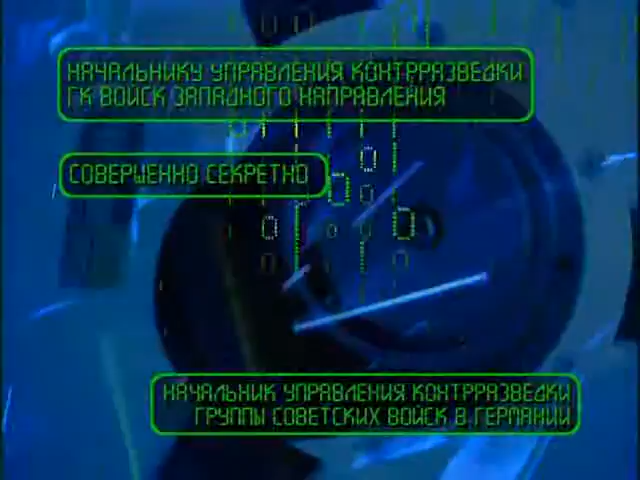 НАЧАЛЬНИКУ УПРАВЛЕНИЯ КОНТРРАЗВЕДКИ
ГК ВОЙСК ЗАПАДНОГО НАПРАВЛЕНИЯ
СОВЕРШЕННО СЕКРЕТНО
НАЧАЛЬНИК УПРАВЛЕНИЯ КОНТРРАЗВЕДКИ
ГРУППЫ СОВЕТСКИХ ВОЙСК В ГЕРМАНИИ